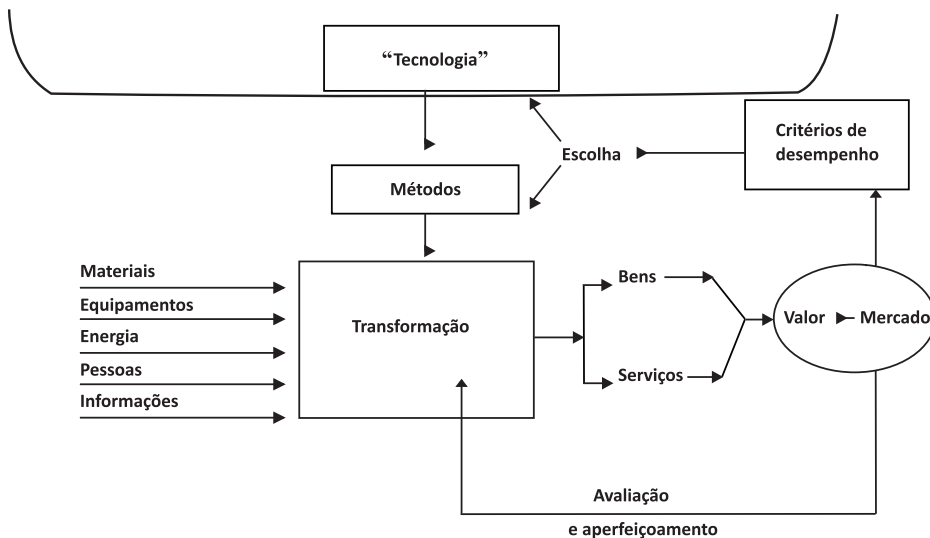 “Tecnologia”
Critérios de
desempenho
Escolha
Métodos
Materiais
Equipamentos
Energia
Pessoas
Informações
Transformação
Bens
Serviços
Valor
Mercado
Avaliação
e aperfeiçoamento